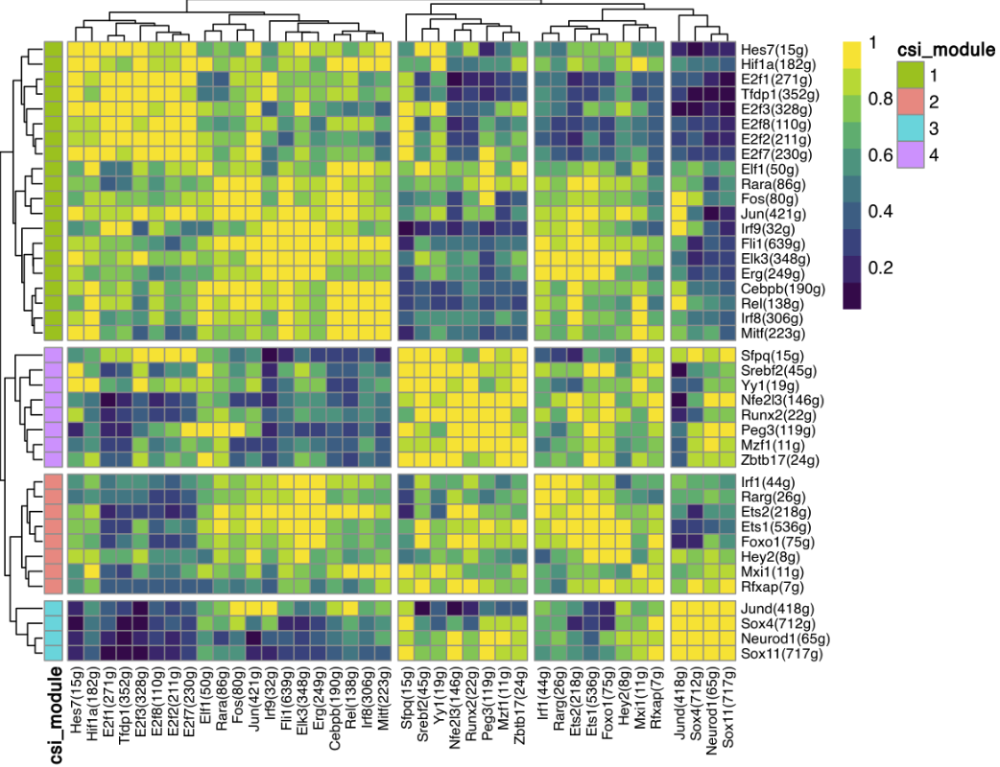 csi_module
1
2
3
4
1
0.8
0.6
0.4
0.2
Hes7(15g)
Hif1a(182g)
E2f1(271g)
Tfdp1(352g)
E2f3(328g)
E2f8(110g)
E2f2(211g)
E2f7(230g)
Elf1(50g)
Rara(86g)
Fos(80g)
Jun(421g)
Irf9(32g)
Fli1(639g)
Elk3(348g)
Erg(249g)
Cebpb(190g)
Rel(138g)
Irf8(306g)
Mitf(223g)
Sfpq(15g)
Srebf2(45g)
Yy1(19g)
Nfe2l3(146g)
Runx2(22g)
Peg3(119g)
Mzf1(11g)
Zbtb17(24g)
Irf1(44g)
Rarg(26g)
Ets2(218g)
Ets1(536g)
Foxo1(75g)
Hey2(8g)
Mxi1(11g)
Rfxap(7g)
Jund(418g)
Sox4(712g)
Neurod1(65g)
Sox11(717g)
csi_module
Hes7(15g)
Hif1a(182g)
E2f1(271g)
Tfdp1(352g)
E2f3(328g)
E2f8(110g)
E2f2(211g)
E2f7(230g)
Elf1(50g)
Rara(86g)
Fos(80g)
Jun(421g)
Irf9(32g)
Fli1(639g)
Elk3(348g)
Erg(249g)
Cebpb(190g)
Rel(138g)
Irf8(306g)
Mitf(223g)
Sfpq(15g)
Srebf2(45g)
Yy1(19g)
Nfe2l3(146g)
Runx2(22g)
Peg3(119g)
Mzf1(11g)
Zbtb17(24g)
Irf1(44g)
Rarg(26g)
Ets2(218g)
Ets1(536g)
Foxo1(75g)
Hey2(8g)
Mxi1(11g)
Rfxap(7g)
Jund(418g)
Sox4(712g)
Neurod1(65g)
Sox11(717g)